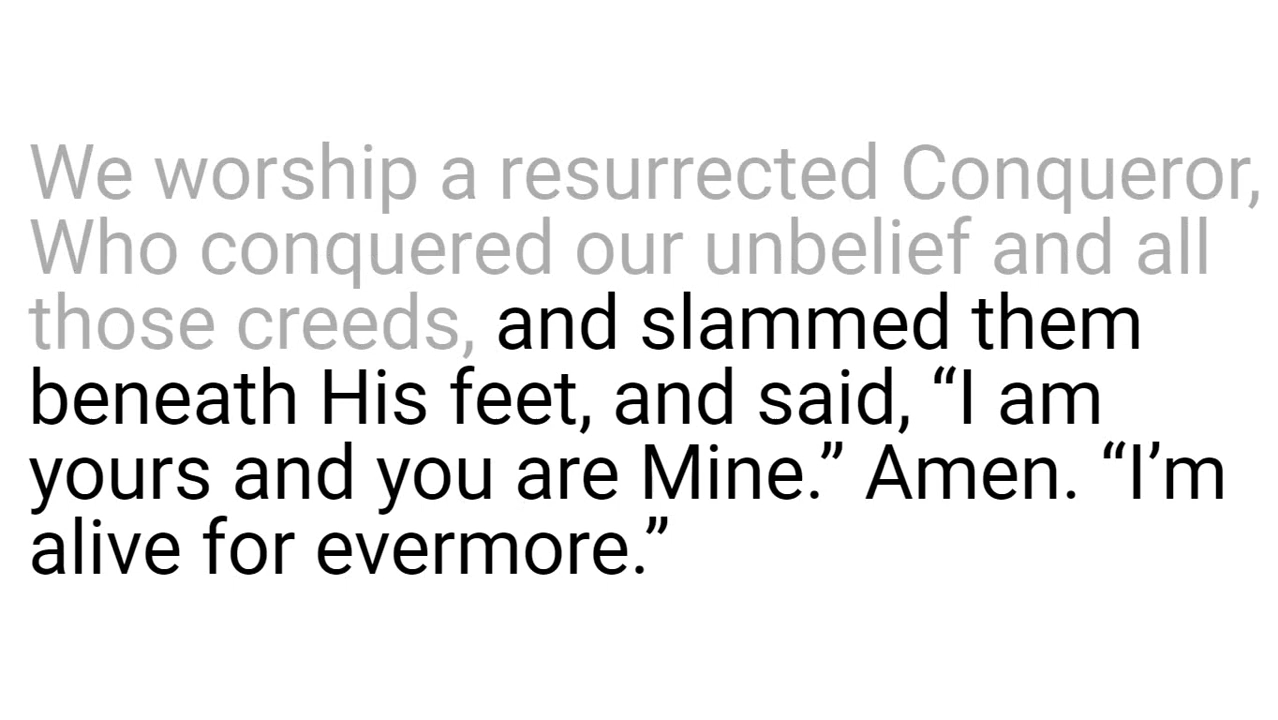 We worship a resurrected Conqueror,
Who conquered our unbelief and all
those creeds, and slammed them
beneath His feet, and said, “I am
yours and you are Mine.” Amen. “I’m
alive for evermore.”